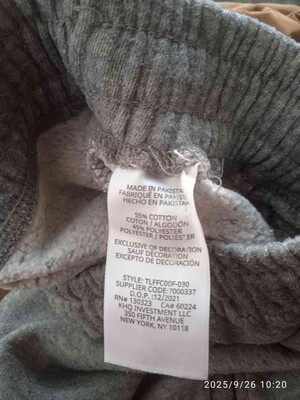 MADE IN PAKISTAN
FABRIQUÉ EN PAKISTAN
HECHO EN PAKISTAN
55% COTTON
COTON / ALGODÓN
45% POLYESTER
POLYESTER / POLIÉSTER
EXCLUSIVE OF DECORATION
SAUF DÉCORATION
EXCEPTO DE DECORACIÓN
STYLE: TLFFC00F-030
SUPPLIER CODE:7000337
D.O.P. :12/2021
RN# 130323 CA# 60224
KHQ INVESTMENT LLC
350 FIFTH AVENUE
NEW YORK, NY 10118
2025/9/26 10:20